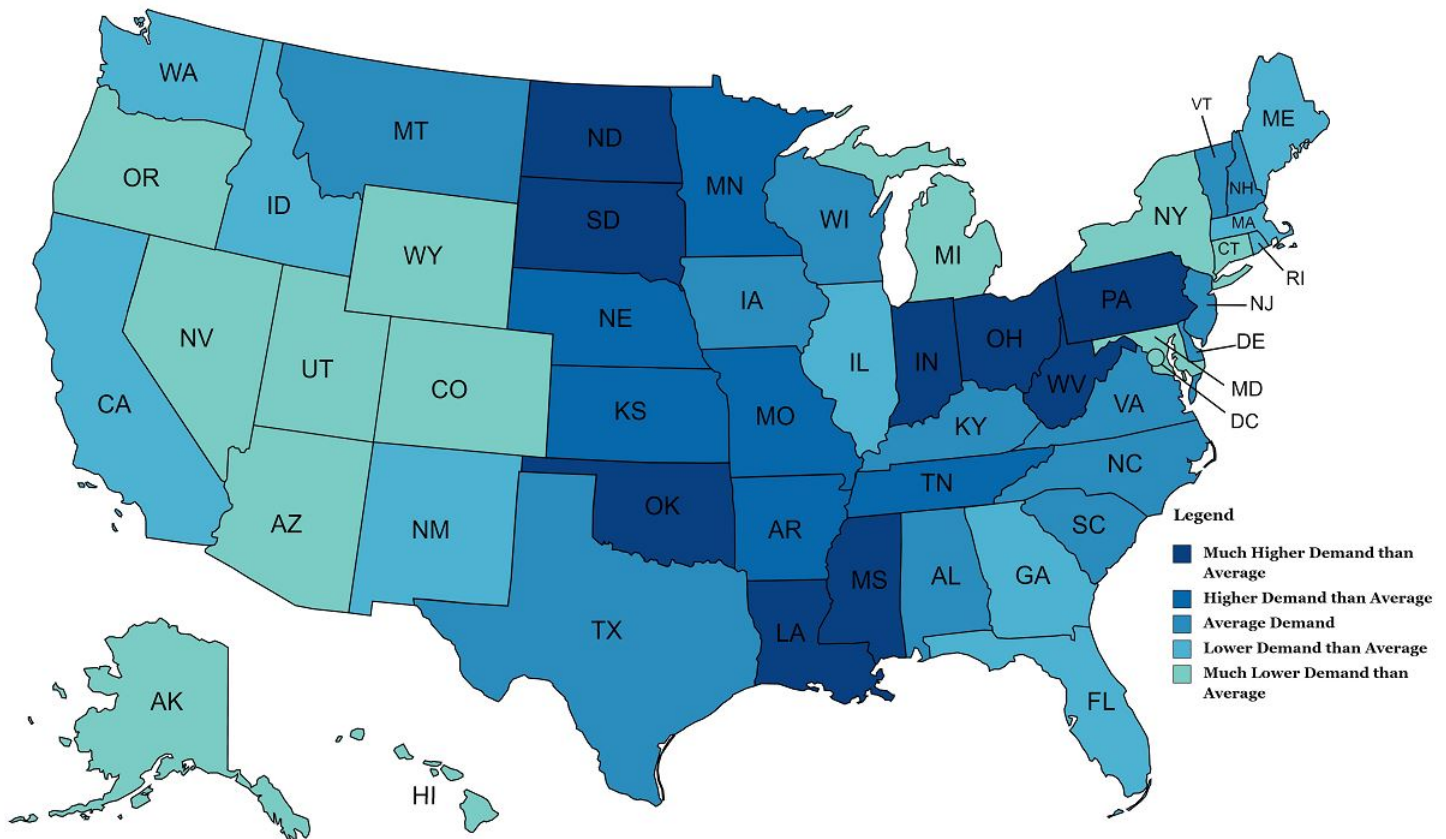 WA
MT
ND
MN
VT
ME
OR
ID
SD
WI
NH
NY
MA
WY
MI
CT
RI
IA
PA
NJ
NE
NV
OH
DE
UT
IL
IN
CO
WV
MD
CA
KS
MO
VA
DC
KY
NC
TN
OK
AZ
NM
AR
SC
MS
AL
GA
TX
LA
FL
AK
HI
Legend
Much Higher Demand than
Average
Higher Demand than Average
Average Demand
Lower Demand than Average
Much Lower Demand than
Average